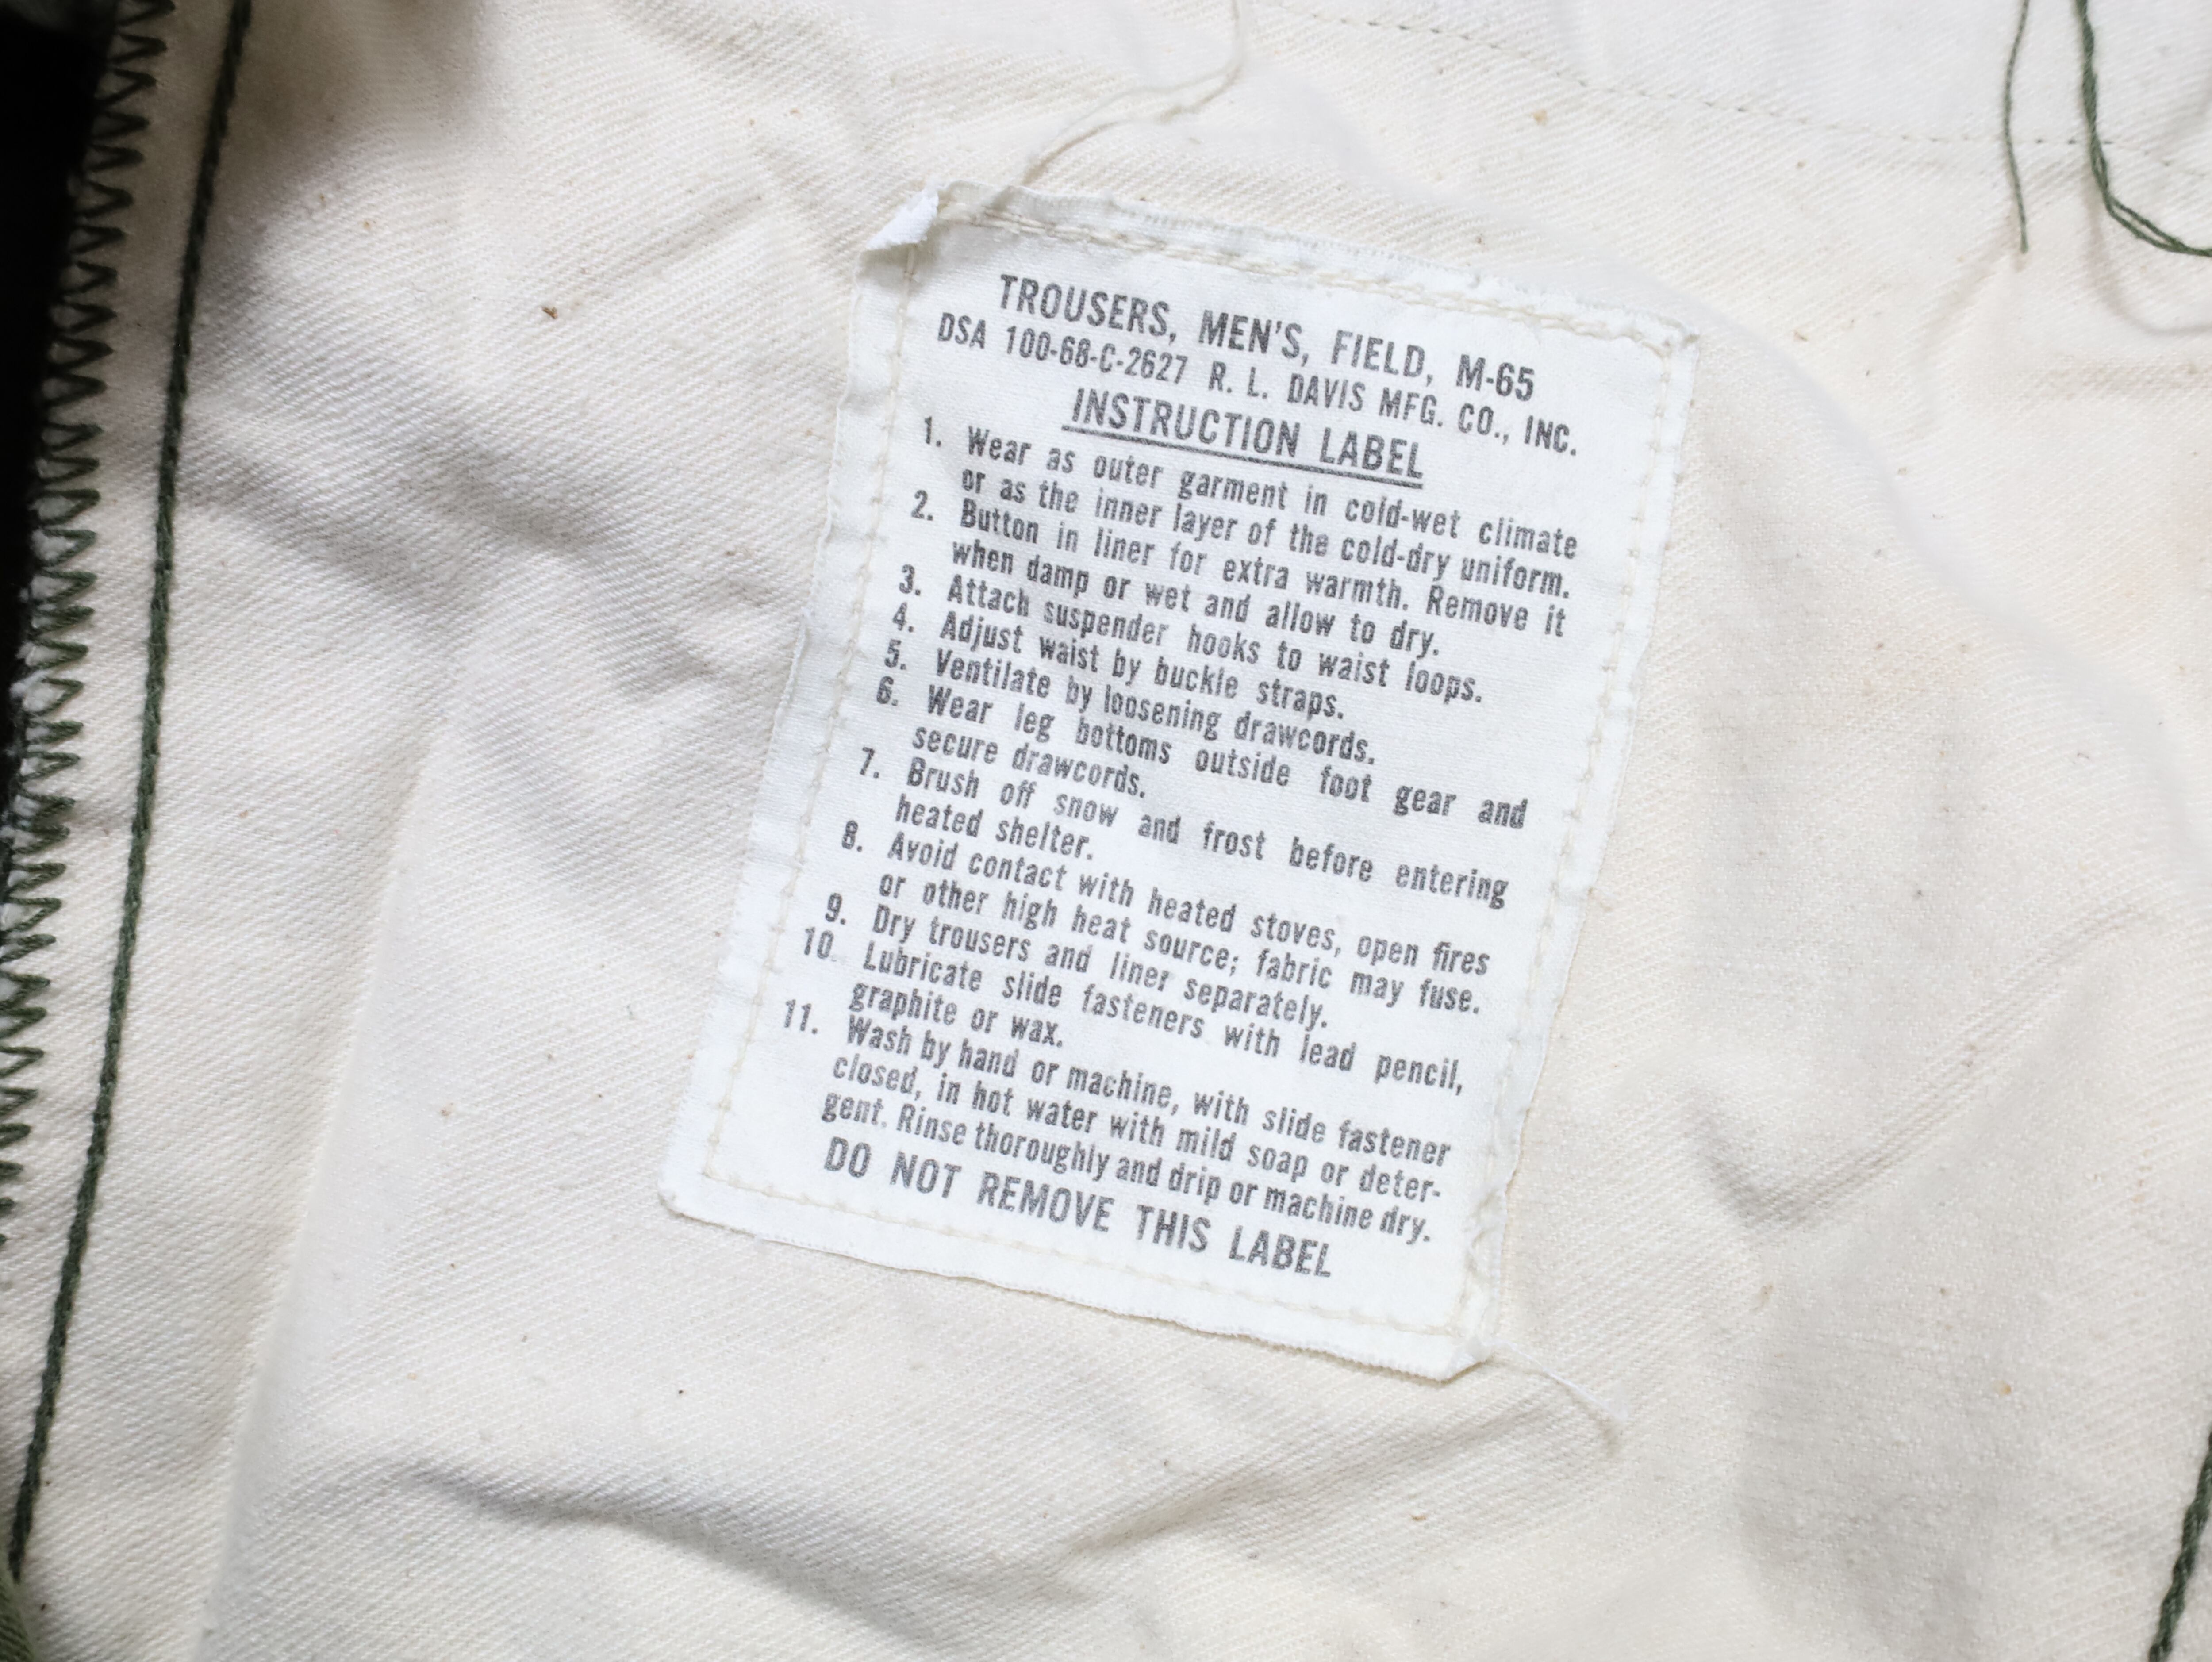 TROUSERS, MEN'S, FIELD, M-65
DSA 100-68-C-2627 R. L. DAVIS MFG. CO., INC.
INSTRUCTION LABEL
1. Wear as outer garment in cold-wet climate
or as the inner layer of the cold-dry uniform.
2. Button in liner for extra warmth. Remove it
when damp or wet and allow to dry.
3. Attach suspender hooks to waist loops.
4. Adjust waist by buckle straps.
5. Ventilate by loosening drawcords.
6. Wear leg bottoms outside foot gear and
secure drawcords.
7. Brush off snow and frost before entering
heated shelter.
8. Avoid contact with heated stoves, open fires
or other high heat source; fabric may fuse.
9. Dry trousers and liner separately.
10. Lubricate slide fasteners with lead pencil,
graphite or wax.
11. Wash by hand or machine, with slide fastener
closed, in hot water with mild soap or deter-
gent. Rinse thoroughly and drip or machine dry.
DO NOT REMOVE THIS LABEL